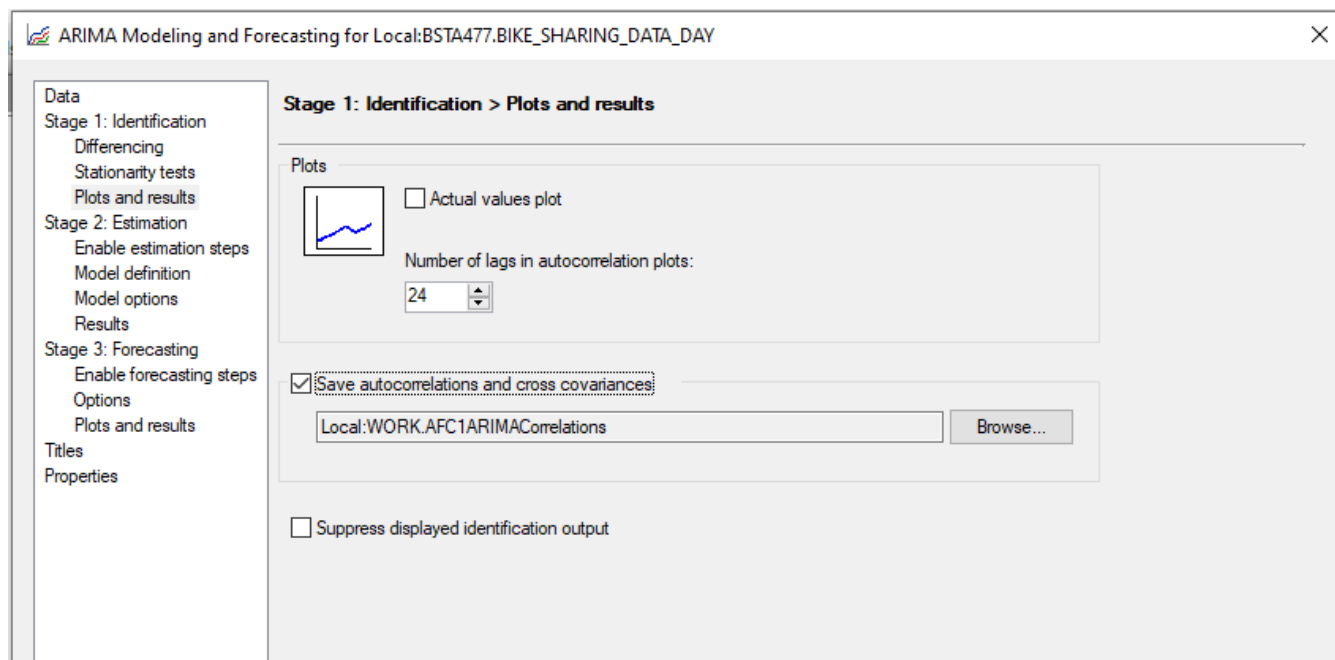 ARIMA Modeling and Forecasting for Local:BSTA477.BIKE_SHARING_DATA_DAY
Data
Stage 1: Identification
Differencing
Stationarity tests
Plots and results
Stage 2: Estimation
Enable estimation steps
Model definition
Model options
Results
Stage 3: Forecasting
Enable forecasting steps
Options
Plots and results
Titles
Properties
Stage 1: Identification > Plots and results
Plots
Actual values plot
Number of lags in autocorrelation plots:
24
Save autocorrelations and cross covariances
Local:WORK.AFC1ARIMACorrelations
Browse...
Suppress displayed identification output